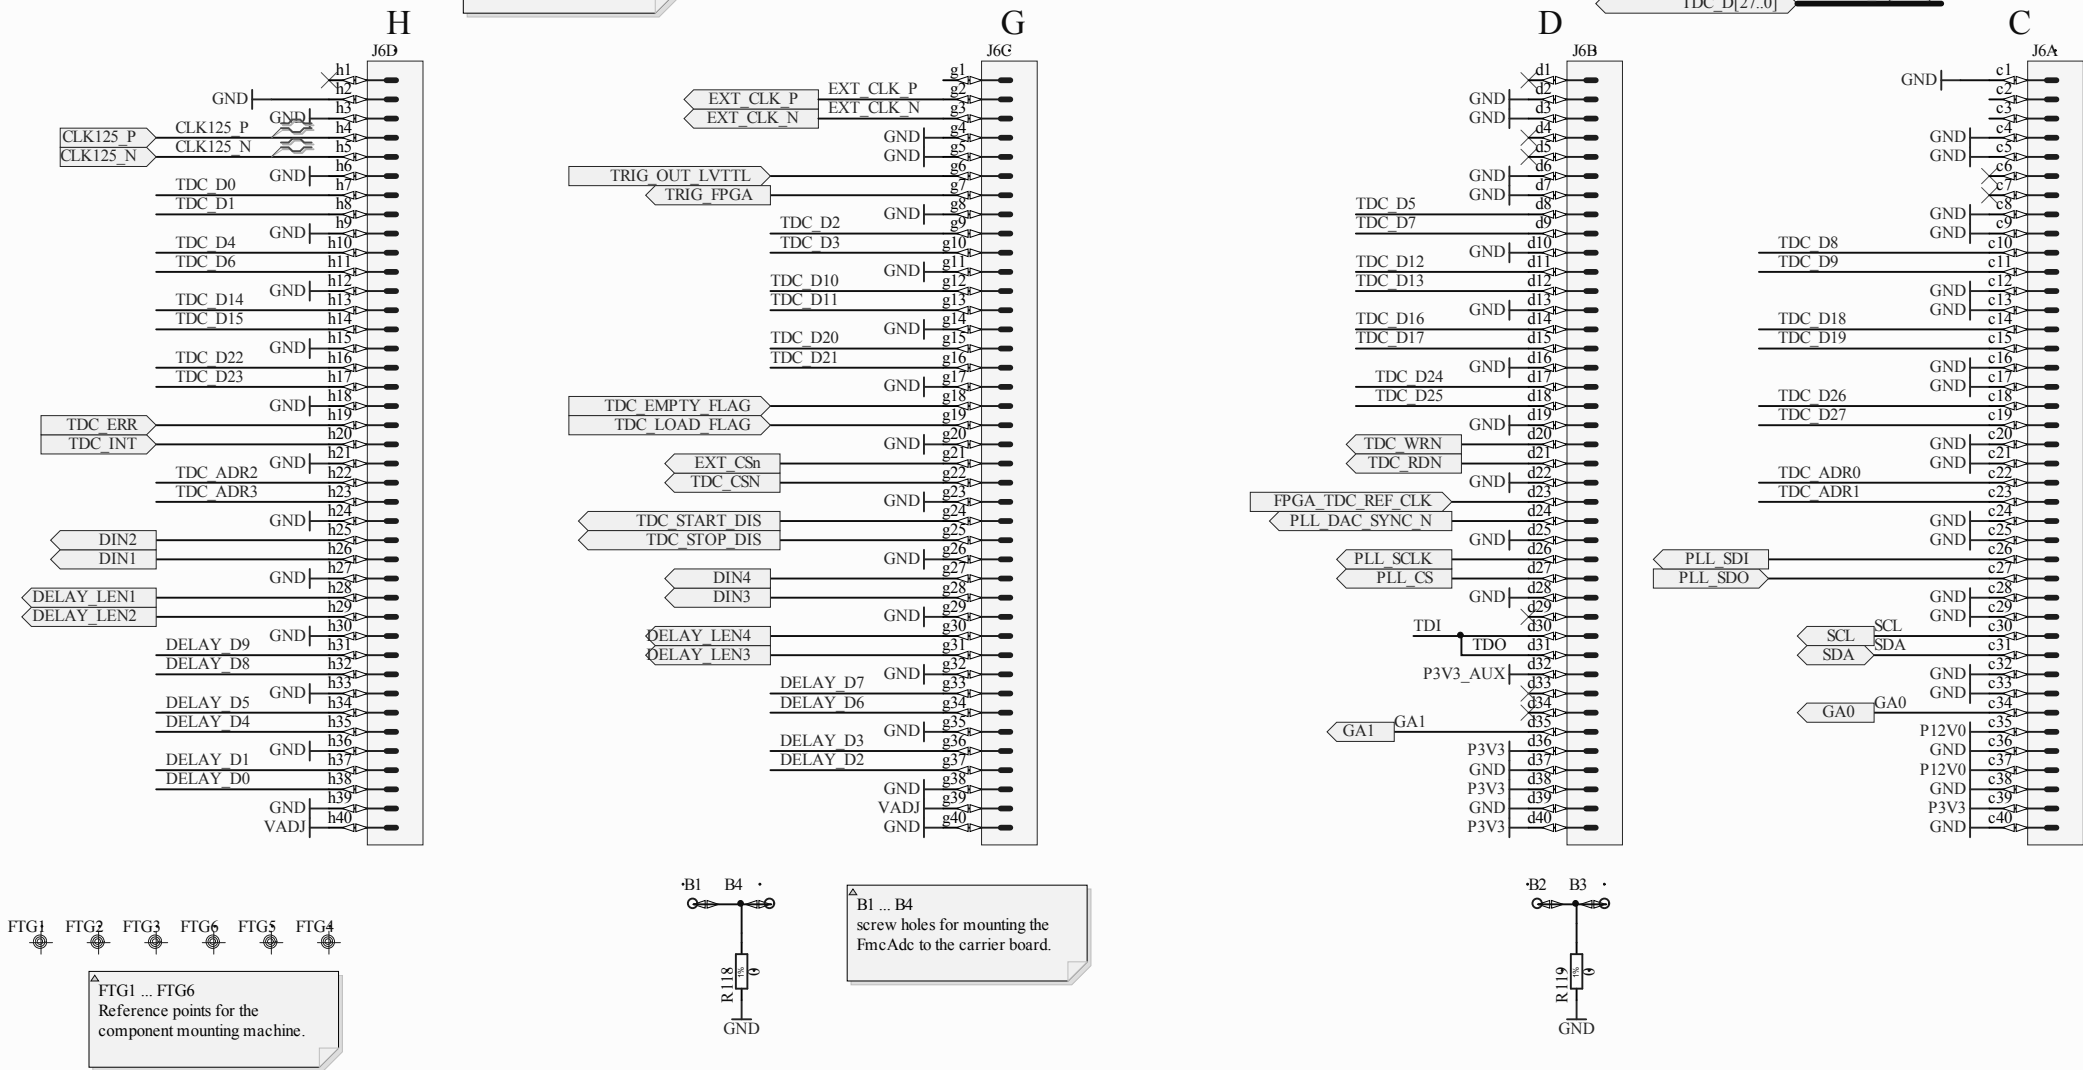 TDC_D[27..0]
H
J6D
h1
GND h2
GND h3
CLK125_P CLK125_P h4
CLK125_N CLK125_N h5
GND h6
TDC_D0 h7
TDC_D1 h8
GND h9
TDC_D4 h10
TDC_D6 h11
GND h12
TDC_D14 h13
TDC_D15 h14
GND h15
TDC_D22 h16
TDC_D23 h17
GND h18
TDC_ERR h19
TDC_INT h20
GND h21
TDC_ADR2 h22
TDC_ADR3 h23
GND h24
DIN2 h25
DIN1 h26
GND h27
DELAY_LEN1 h28
DELAY_LEN2 h29
GND h30
DELAY_D9 h31
DELAY_D8 h32
GND h33
DELAY_D5 h34
DELAY_D4 h35
GND h36
DELAY_D1 h37
DELAY_D0 h38
GND h39
VADJ h40
G
J6C
g1
EXT_CLK_P EXT_CLK_P g2
EXT_CLK_N EXT_CLK_N g3
GND g4
GND g5
TRIG_OUT_LVTTL g6
TRIG_FPGA g7
GND g8
TDC_D2 g9
TDC_D3 g10
GND g11
TDC_D10 g12
TDC_D11 g13
GND g14
TDC_D20 g15
TDC_D21 g16
GND g17
TDC_EMPTY_FLAG g18
TDC_LOAD_FLAG g19
GND g20
EXT_CSn g21
TDC_CSN g22
GND g23
TDC_START_DIS g24
TDC_STOP_DIS g25
GND g26
DIN4 g27
DIN3 g28
GND g29
DELAY_LEN4 g30
DELAY_LEN3 g31
GND g32
DELAY_D7 g33
DELAY_D6 g34
GND g35
DELAY_D3 g36
DELAY_D2 g37
GND g38
VADJ g39
GND g40
D
J6B
d1
GND d2
GND d3
d4
d5
GND d6
GND d7
TDC_D5 d8
TDC_D7 d9
GND d10
TDC_D12 d11
TDC_D13 d12
GND d13
TDC_D16 d14
TDC_D17 d15
GND d16
TDC_D24 d17
TDC_D25 d18
GND d19
TDC_WRN d20
TDC_RDN d21
GND d22
FPGA_TDC_REF_CLK d23
PLL_DAC_SYNC_N d24
GND d25
PLL_SCLK d26
PLL_CS d27
GND d28
d29
TDI d30
TDO d31
P3V3_AUX d32
d33
d34
GA1 GA1 d35
P3V3 d36
GND d37
P3V3 d38
GND d39
P3V3 d40
C
J6A
GND c1
c2
c3
GND c4
GND c5
c6
c7
GND c8
GND c9
TDC_D8 c10
TDC_D9 c11
GND c12
GND c13
TDC_D18 c14
TDC_D19 c15
GND c16
GND c17
TDC_D26 c18
TDC_D27 c19
GND c20
GND c21
TDC_ADR0 c22
TDC_ADR1 c23
GND c24
GND c25
PLL_SDI c26
PLL_SDO c27
GND c28
GND c29
SCL SCL c30
SDA SDA c31
GND c32
GND c33
GA0 GA0 c34
P12V0 c35
GND c36
P12V0 c37
GND c38
P3V3 c39
GND c40
FTG1 FTG2 FTG3 FTG6 FTG5 FTG4
FTG1 ... FTG6
Reference points for the
component mounting machine.
B1 B4
R118 1% 0
GND
B1 ... B4
screw holes for mounting the
FmcAdc to the carrier board.
B2 B3
R119 1% 0
GND